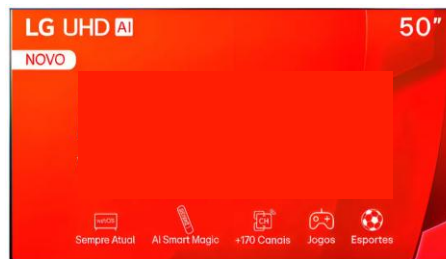 LG UHD AI
50"
NOVO
webOS
CH
Sempre Atual
AI Smart Magic
+170 Canais
Jogos
Esportes